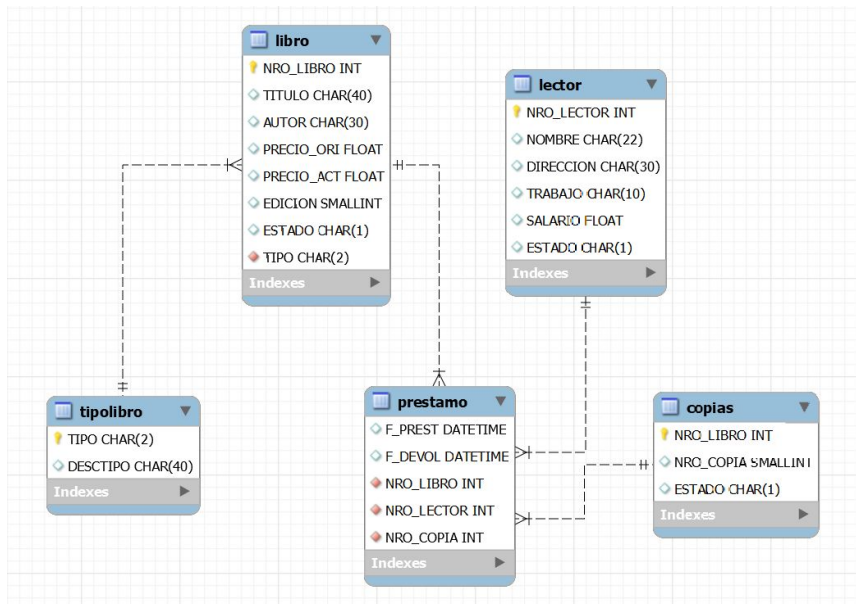 libro
NRO_LIBRO INT
TITULO CHAR(40)
AUTOR CHAR(30)
PRECIO_ORI FLOAT
PRECIO_ACT FLOAT
EDICION SMALLINT
ESTADO CHAR(1)
TIPO CHAR(2)
Indexes
lector
NRO_LECTOR INT
NOMBRE CHAR(22)
DIRECCION CHAR(30)
TRABAJO CHAR(10)
SALARIO FLOAT
ESTADO CHAR(1)
Indexes
tipolibro
TIPO CHAR(2)
DESCTIPO CHAR(40)
Indexes
prestamo
F_PREST DATETIME
F_DEVOL DATETIME
NRO_LIBRO INT
NRO_LECTOR INT
NRO_COPIA INT
Indexes
copias
NRO_LIBRO INT
NRO_COPIA SMALLINT
ESTADO CHAR(1)
Indexes